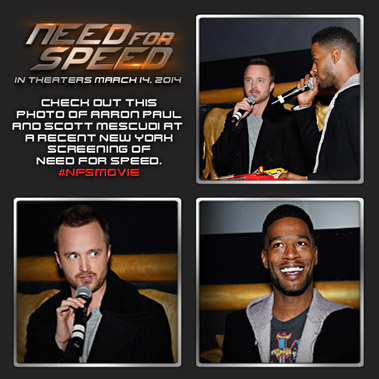 NEED FOR
SPEED
IN THEATERS MARCH 14, 2014
CHECK OUT THIS
PHOTO OF AARON PAUL
AND SCOTT MESCUDI AT
A RECENT NEW YORK
SCREENING OF
NEED FOR SPEED.
#NFSMOVIE